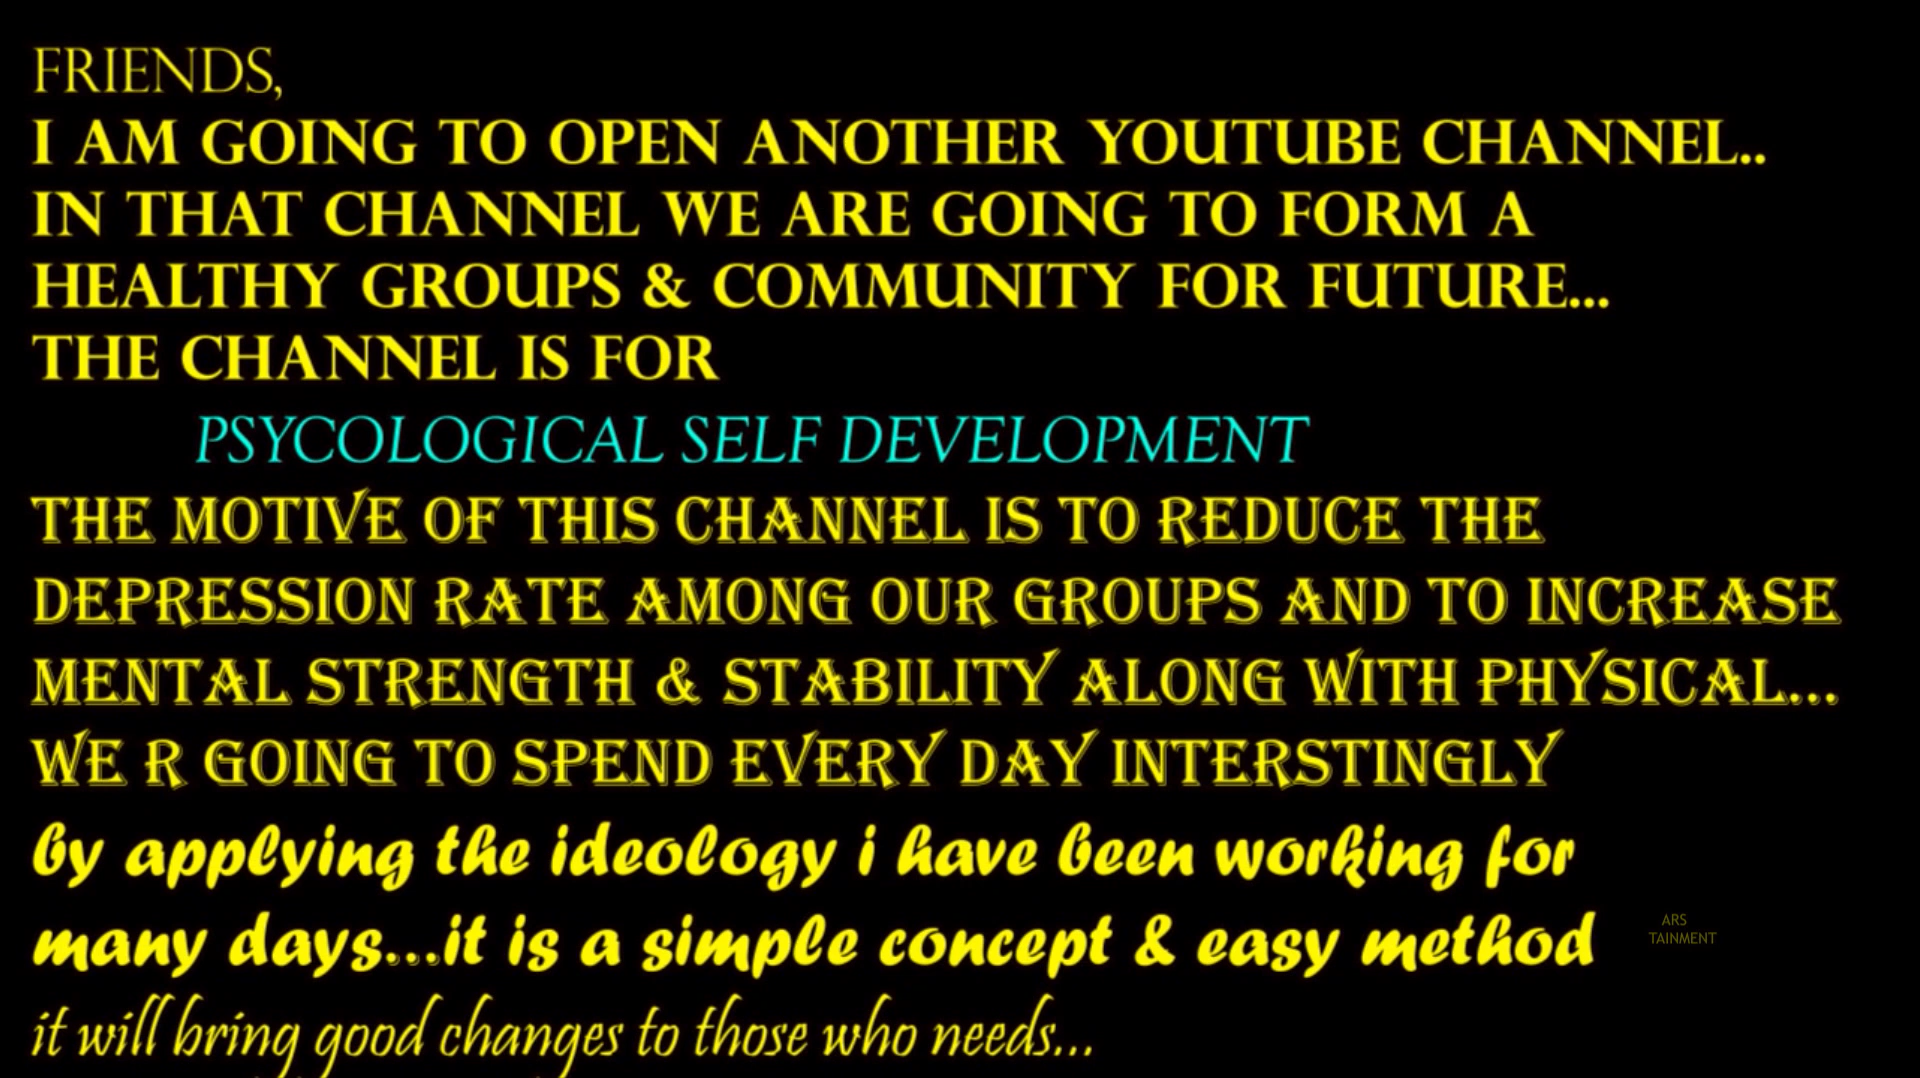 FRIENDS,
I AM GOING TO OPEN ANOTHER YOUTUBE CHANNEL..
IN THAT CHANNEL WE ARE GOING TO FORM A
HEALTHY GROUPS & COMMUNITY FOR FUTURE...
THE CHANNEL IS FOR
PSYCOLOGICAL SELF DEVELOPMENT
THE MOTIVE OF THIS CHANNEL IS TO REDUCE THE
DEPRESSION RATE AMONG OUR GROUPS AND TO INCREASE
MENTAL STRENGTH & STABILITY ALONG WITH PHYSICAL...
WE R GOING TO SPEND EVERY DAY INTERSTINGLY
by applying the ideology i have been working for
many days...it is a simple concept & easy method
ARS
TAINMENT
it will bring good changes to those who needs...